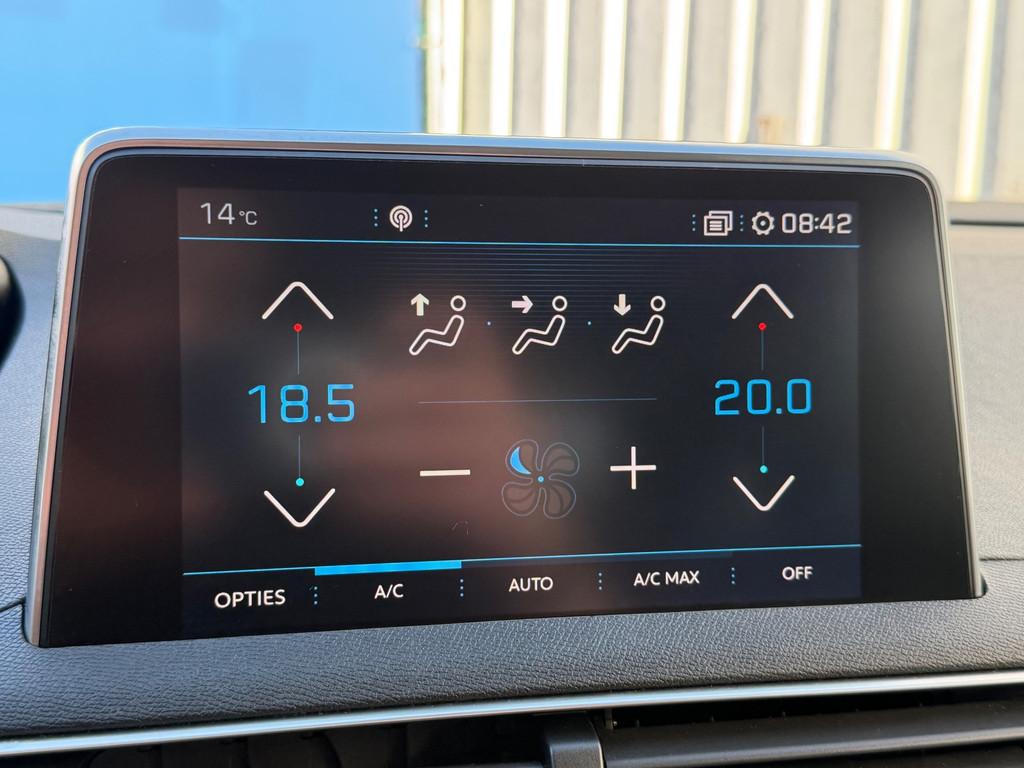 14°C 08:42
18.5 20.0
OPTIES A/C AUTO A/C MAX OFF